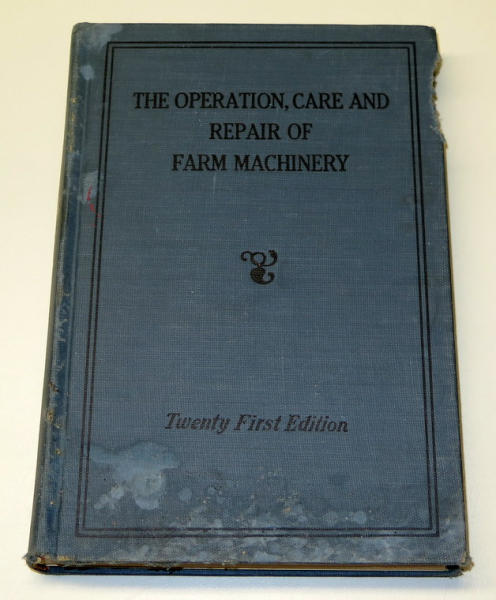 THE OPERATION, CARE AND
REPAIR OF
FARM MACHINERY
Twenty First Edition